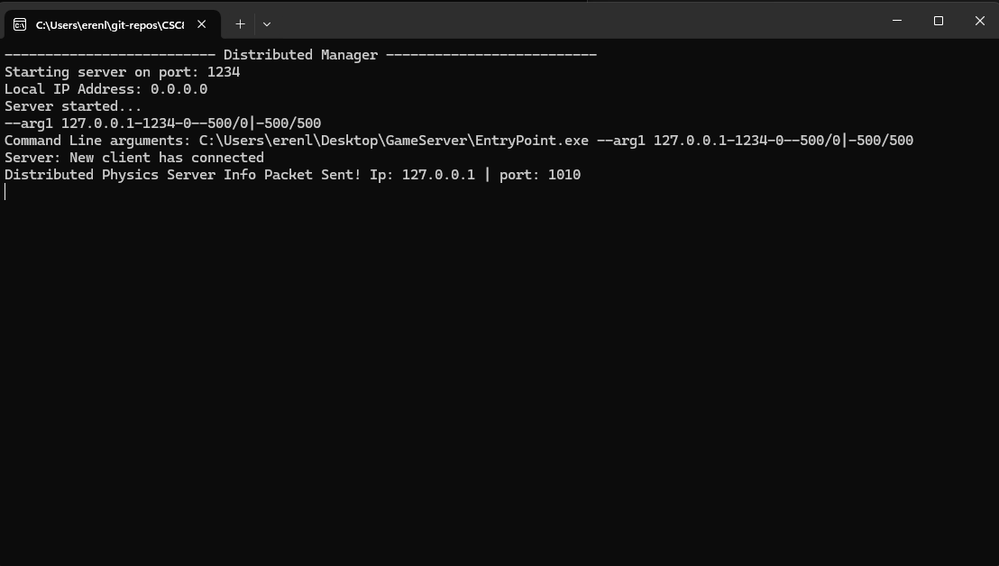 C:\Users\erenl\git-repos\CSC8
-------------------------- Distributed Manager --------------------------
Starting server on port: 1234
Local IP Address: 0.0.0.0
Server started...
--arg1 127.0.0.1-1234-0--500/0|-500/500
Command Line arguments: C:\Users\erenl\Desktop\GameServer\EntryPoint.exe --arg1 127.0.0.1-1234-0--500/0|-500/500
Server: New client has connected
Distributed Physics Server Info Packet Sent! Ip: 127.0.0.1 | port: 1010